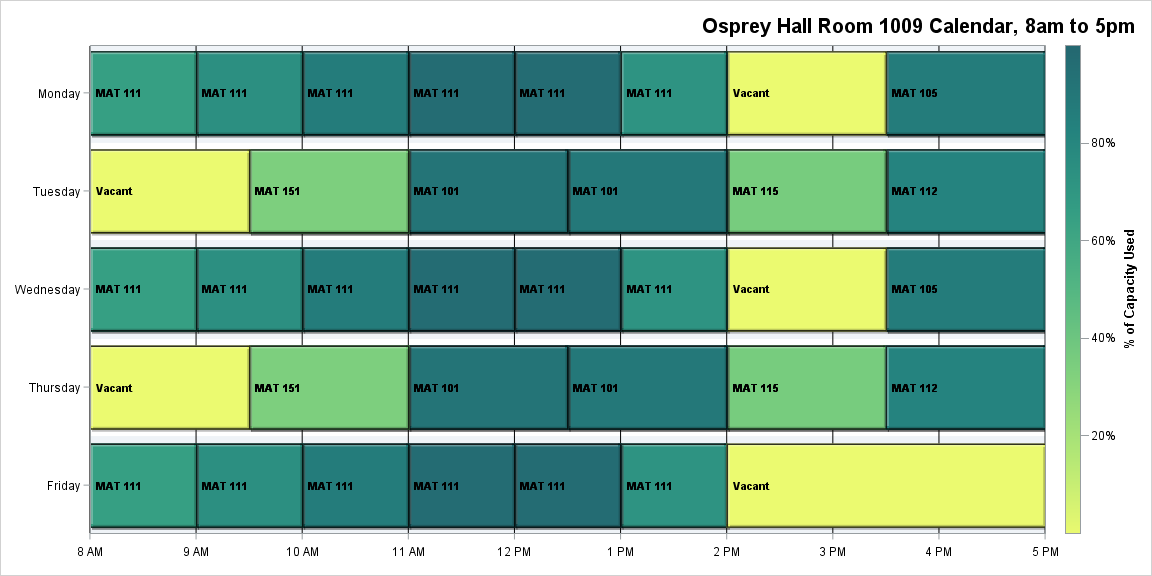 Osprey Hall Room 1009 Calendar, 8am to 5pm
Monday
MAT 111
MAT 111
MAT 111
MAT 111
MAT 111
MAT 111
Vacant
MAT 105
Tuesday
Vacant
MAT 151
MAT 101
MAT 101
MAT 115
MAT 112
Wednesday
MAT 111
MAT 111
MAT 111
MAT 111
MAT 111
MAT 111
Vacant
MAT 105
Thursday
Vacant
MAT 151
MAT 101
MAT 101
MAT 115
MAT 112
Friday
MAT 111
MAT 111
MAT 111
MAT 111
MAT 111
MAT 111
Vacant
8 AM
9 AM
10 AM
11 AM
12 PM
1 PM
2 PM
3 PM
4 PM
5 PM
80%
60%
40%
20%
% of Capacity Used